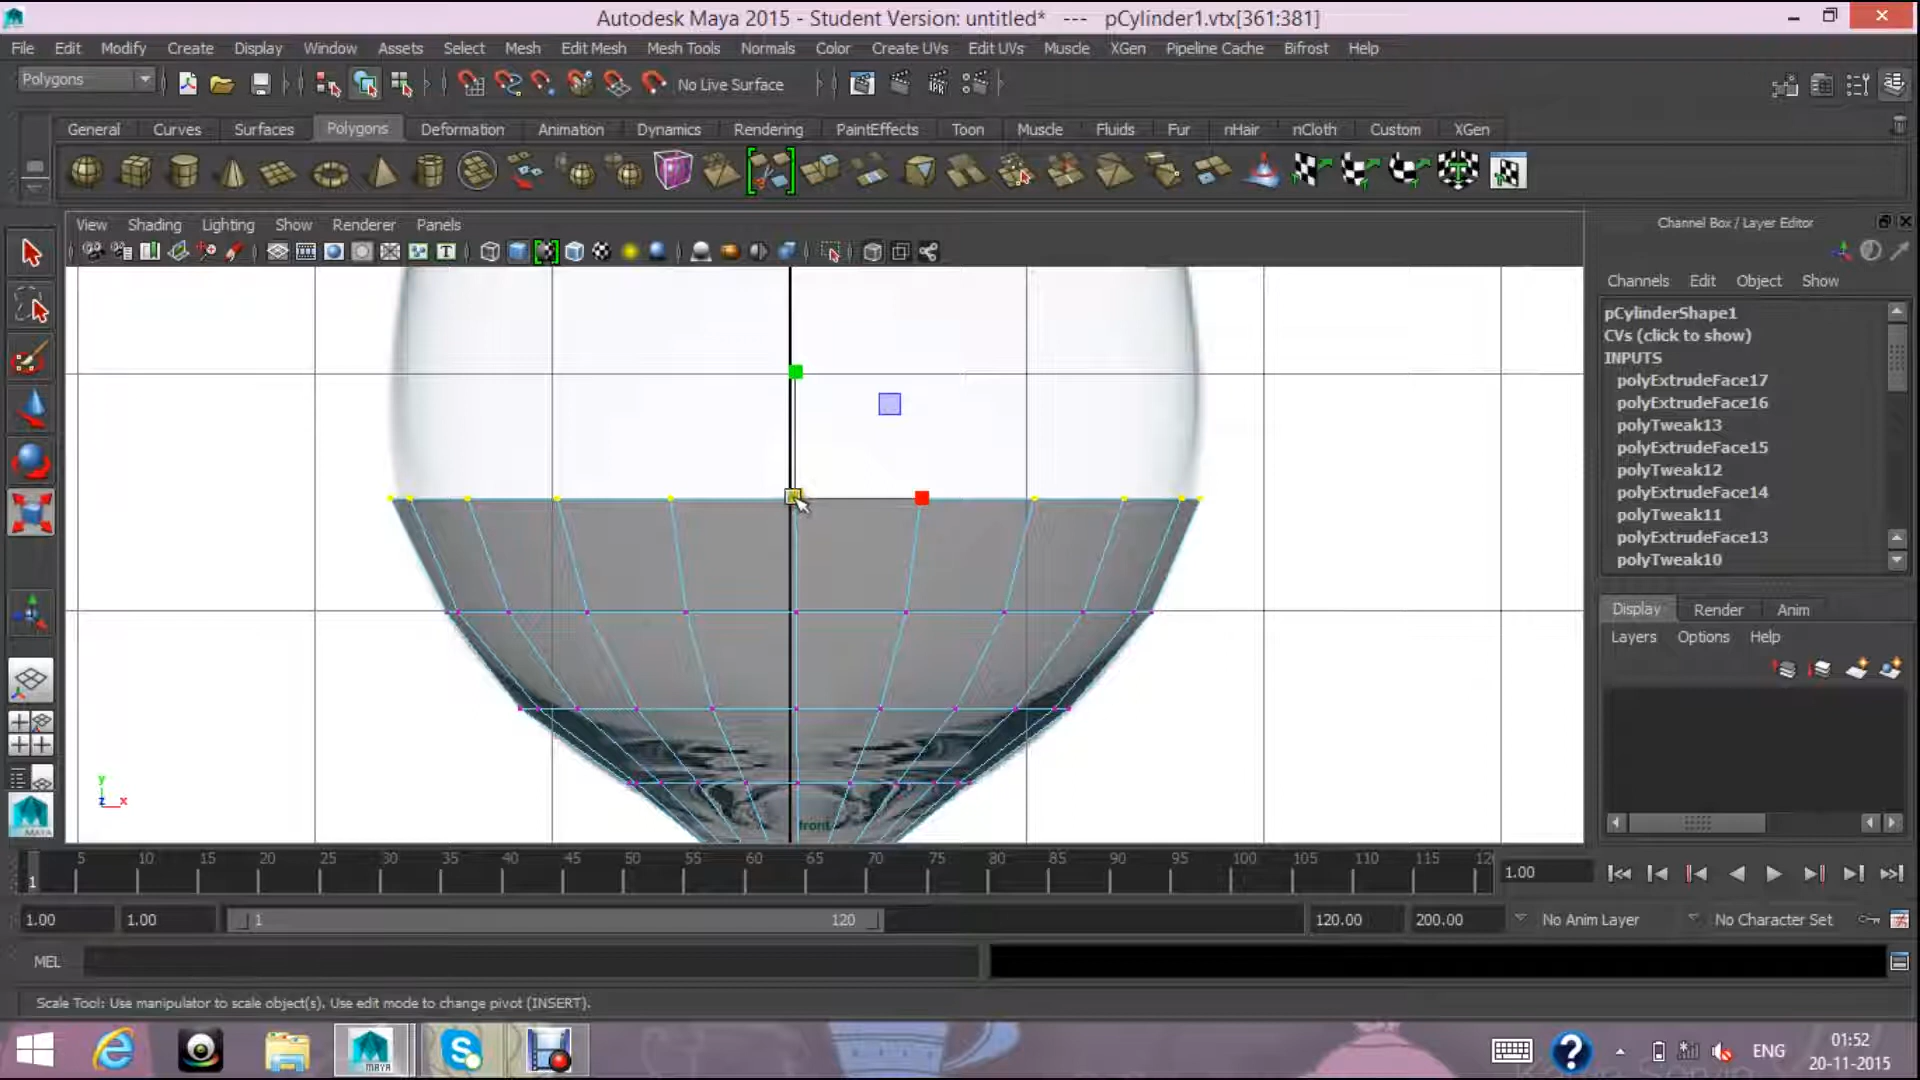 Autodesk Maya 2015 - Student Version: untitled* --- pCylinder1.vtx[361:381]
File Edit Modify Create Display Window Assets Select Mesh Edit Mesh Mesh Tools Normals Color Create UVs Edit UVs Muscle XGen Pipeline Cache Bifrost Help
Polygons No Live Surface
General Curves Surfaces Polygons Deformation Animation Dynamics Rendering PaintEffects Toon Muscle Fluids Fur nHair nCloth Custom XGen
View Shading Lighting Show Renderer Panels
Channel Box / Layer Editor
Channels Edit Object Show
pCylinderShape1
CVs (click to show)
INPUTS
polyExtrudeFace17
polyExtrudeFace16
polyTweak13
polyExtrudeFace15
polyTweak12
polyExtrudeFace14
polyTweak11
polyExtrudeFace13
polyTweak10
Display Render Anim
Layers Options Help
y
z x
front
MAYA
5 10 15 20 25 30 35 40 45 50 55 60 65 70 75 80 85 90 95 100 105 110 115 12
1 1.00
1.00 1.00 1 120 120.00 200.00 No Anim Layer No Character Set
MEL
Scale Tool: Use manipulator to scale object(s). Use edit mode to change pivot (INSERT).
MAYA ENG 01:52
20-11-2015